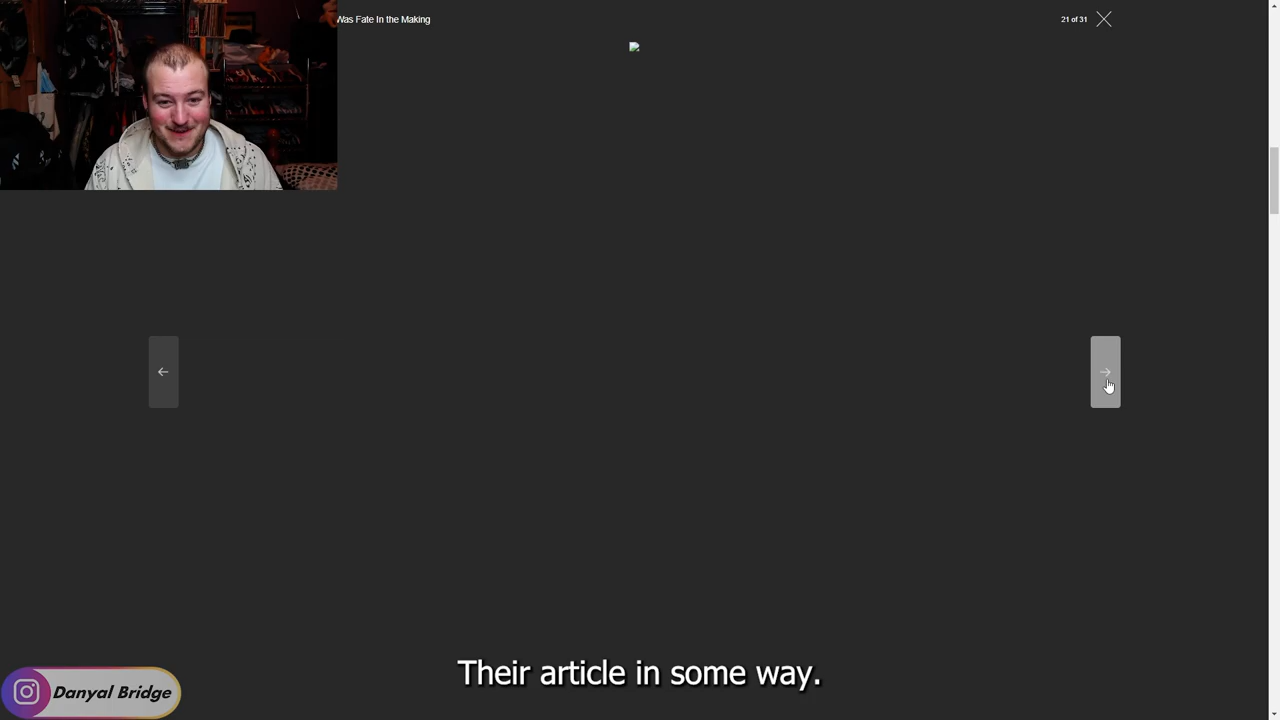 Was Fate In the Making
21 of 31
Their article in some way.
Danyal Bridge